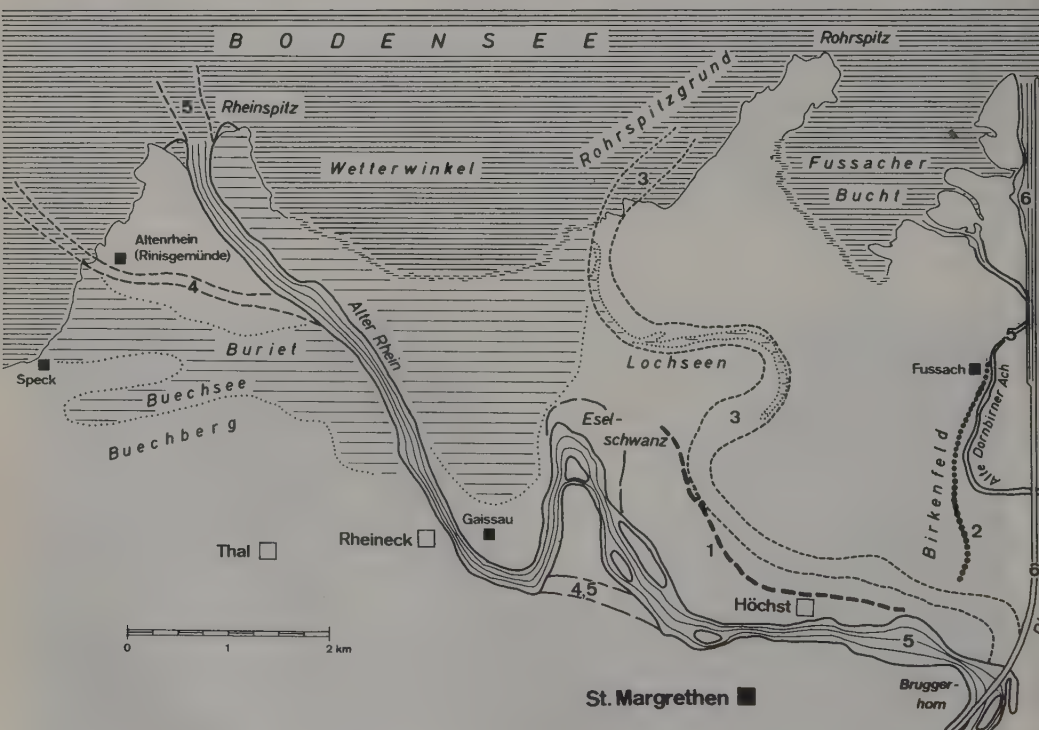 BODENSEE
Rohrspitz
5
Rheinspitz
Rohrspitzgrund
Wetterwinkel
3
Fussacher
Bucht
6
Altenrhein
(Rinisgemünde)
4
Alter Rhein
Buriet
Lochseen
5
Speck
Fussach
Buechsee
Buechberg
Esel-
schwanz
3
Alte Dornbirner Ach
Birkenfeld
Gaissau
Rheineck
Thal
1
2
6
4,5
Höchst
5
0 1 2 km
Brugger-
horn
St. Margrethen